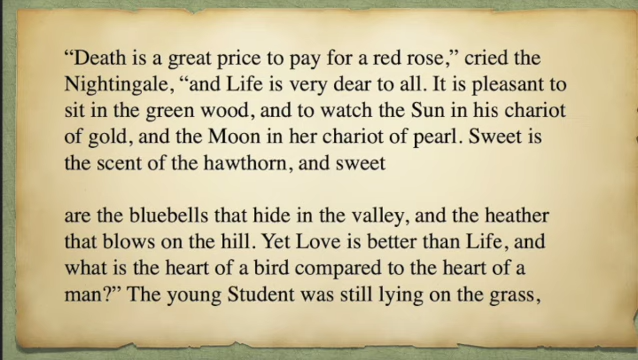 “Death is a great price to pay for a red rose,” cried the
Nightingale, “and Life is very dear to all. It is pleasant to
sit in the green wood, and to watch the Sun in his chariot
of gold, and the Moon in her chariot of pearl. Sweet is
the scent of the hawthorn, and sweet
are the bluebells that hide in the valley, and the heather
that blows on the hill. Yet Love is better than Life, and
what is the heart of a bird compared to the heart of a
man?” The young Student was still lying on the grass,